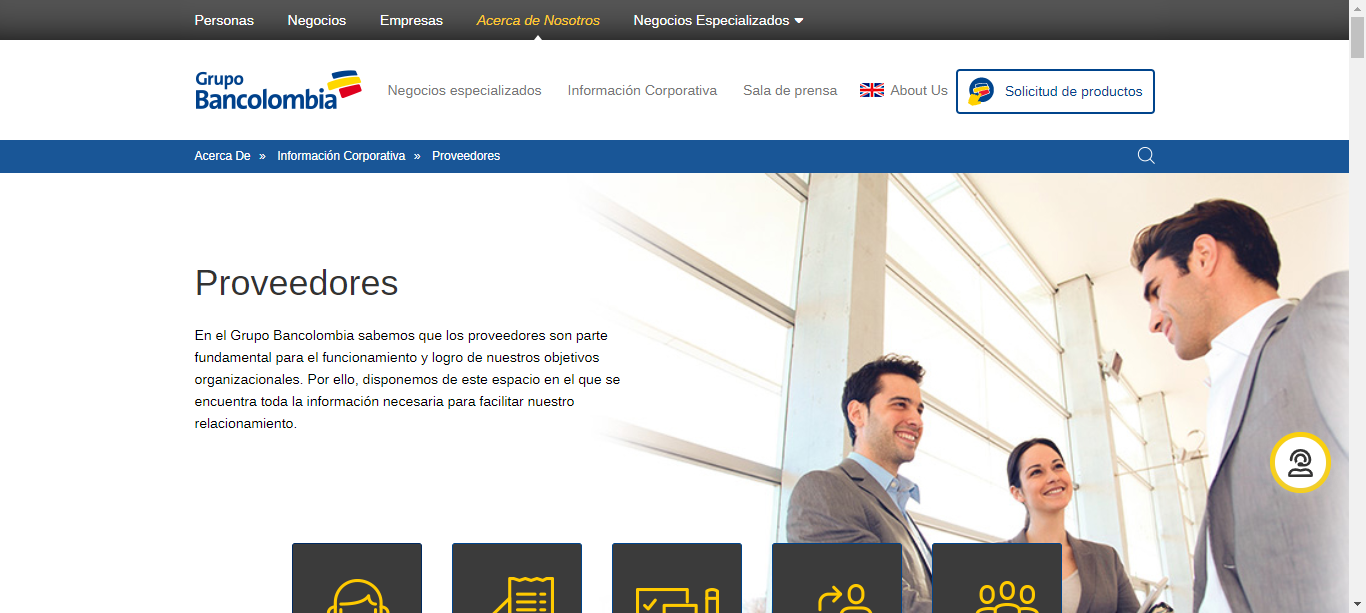 Personas Negocios Empresas Acerca de Nosotros Negocios Especializados
Grupo
Bancolombia
Negocios especializados Información Corporativa Sala de prensa About Us Solicitud de productos
Acerca De » Información Corporativa » Proveedores
Proveedores
En el Grupo Bancolombia sabemos que los proveedores son parte
fundamental para el funcionamiento y logro de nuestros objetivos
organizacionales. Por ello, disponemos de este espacio en el que se
encuentra toda la información necesaria para facilitar nuestro
relacionamiento.